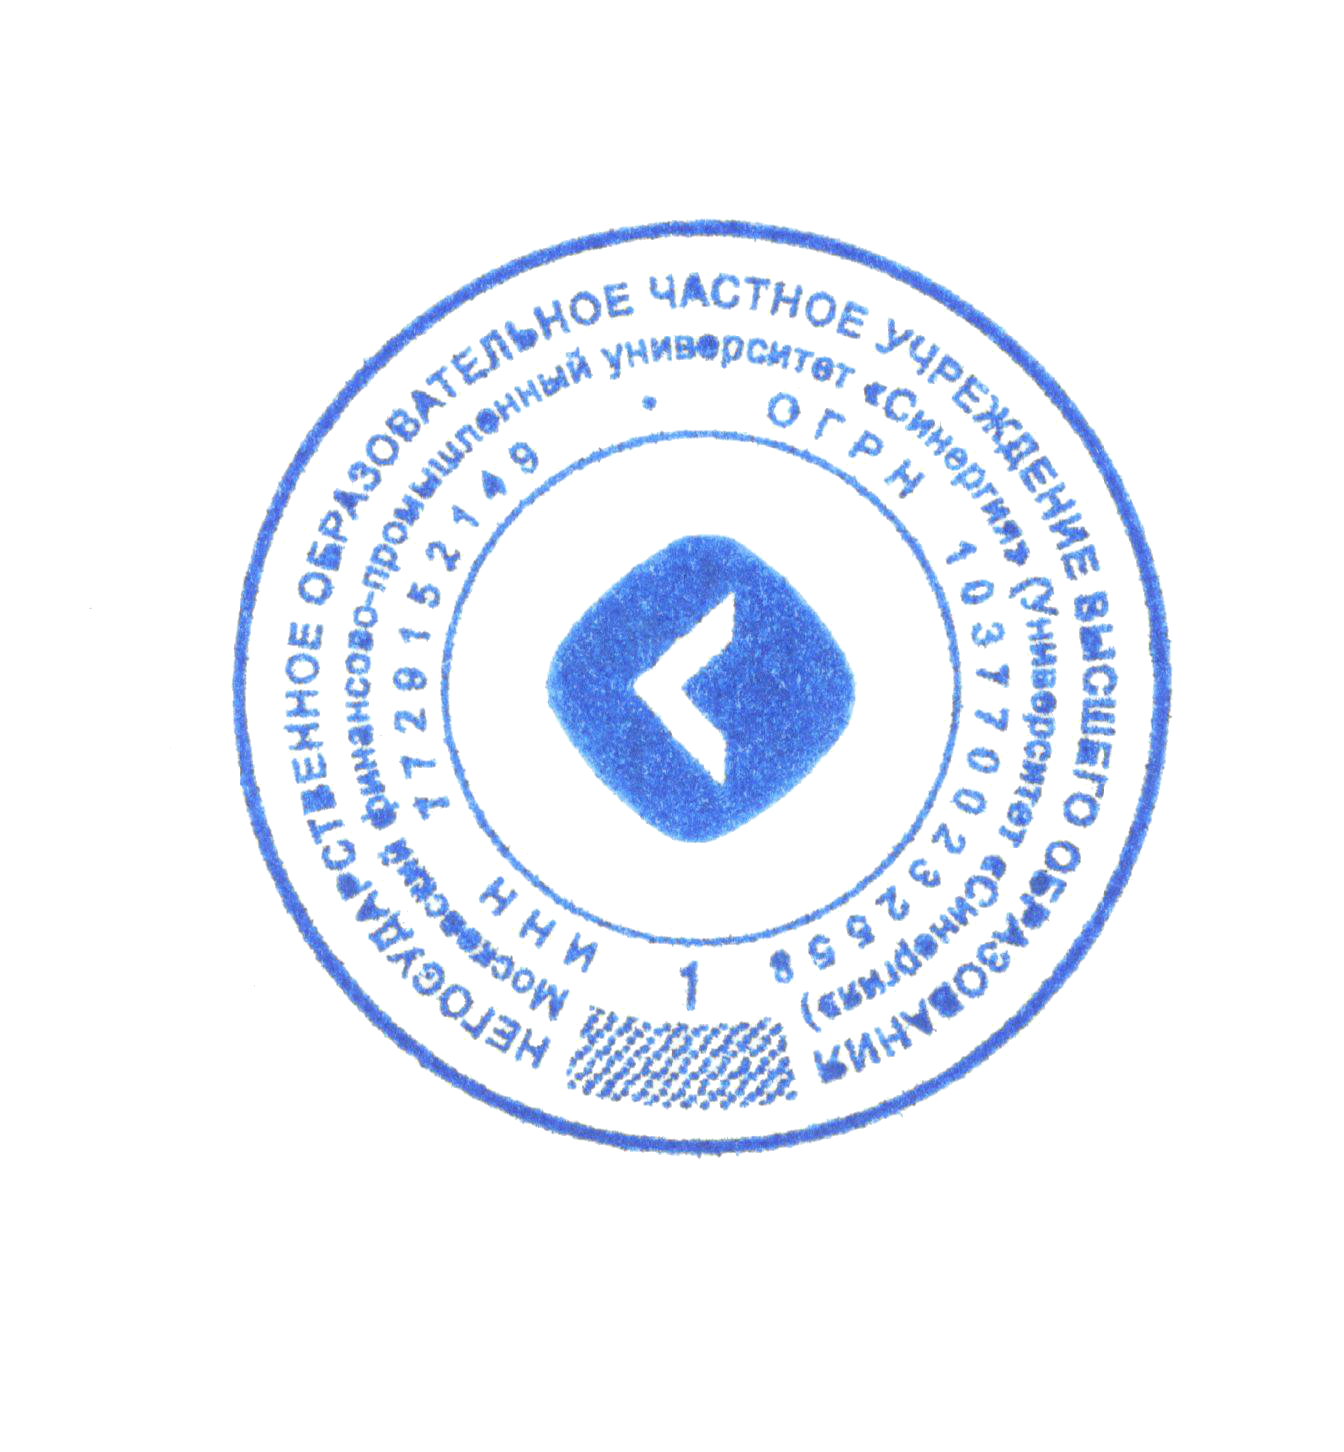 НЕГОСУДАРСТВЕННОЕ ОБРАЗОВАТЕЛЬНОЕ ЧАСТНОЕ УЧРЕЖДЕНИЕ ВЫСШЕГО ОБРАЗОВАНИЯ
Московский финансово-промышленный университет «Синергия» (Университет «Синергия»)
ИНН 7729152149 • ОГРН 1037700232558
1